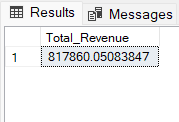 Results Messages
Total_Revenue
1 817860.05083847